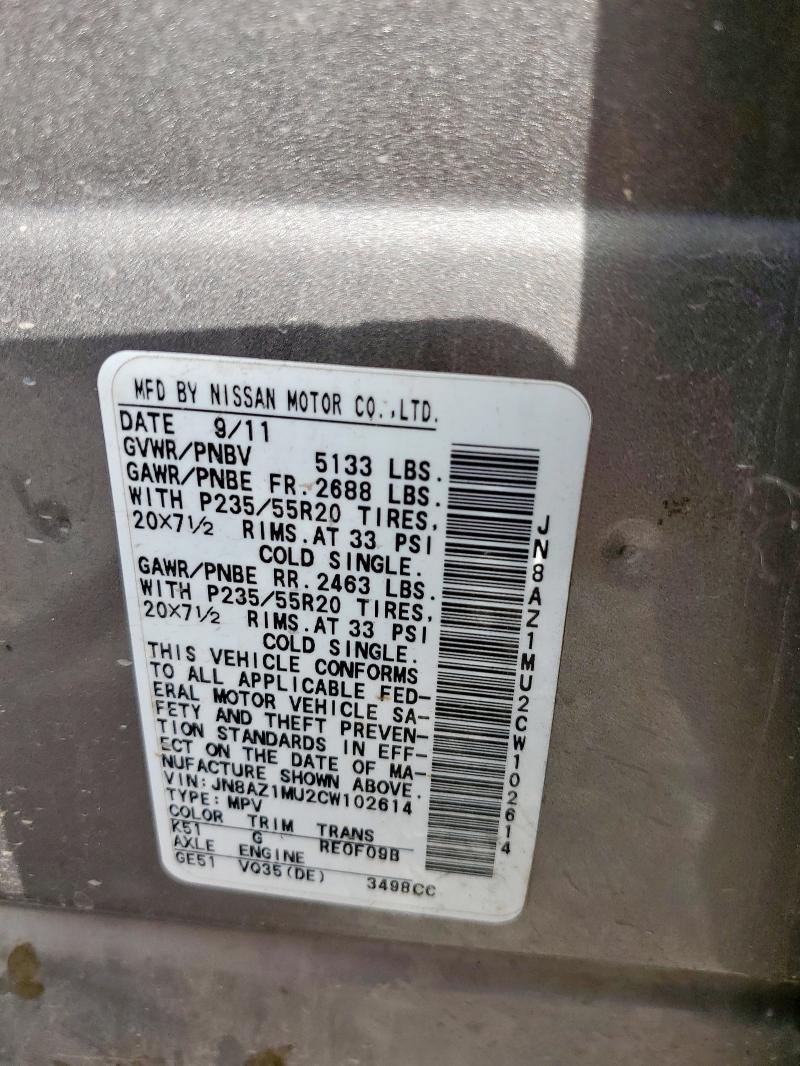 MFD BY NISSAN MOTOR CO.,LTD.
DATE 9/11
GVWR/PNBV 5133 LBS.
GAWR/PNBE FR.2688 LBS.
WITH P235/55R20 TIRES,
20×7½ RIMS.AT 33 PSI
COLD SINGLE.
GAWR/PNBE RR.2463 LBS.
WITH P235/55R20 TIRES,
20×7½ RIMS.AT 33 PSI
COLD SINGLE.
THIS VEHICLE CONFORMS
TO ALL APPLICABLE FED-
ERAL MOTOR VEHICLE SA-
FETY AND THEFT PREVEN-
TION STANDARDS IN EFF-
ECT ON THE DATE OF MA-
NUFACTURE SHOWN ABOVE.
VIN:JN8AZ1MU2CW102614
TYPE:MPV
COLOR TRIM TRANS
K51 G RE0F09B
AXLE ENGINE
GE51 VQ35(DE) 3498CC
JN8AZ1MU2CW102614